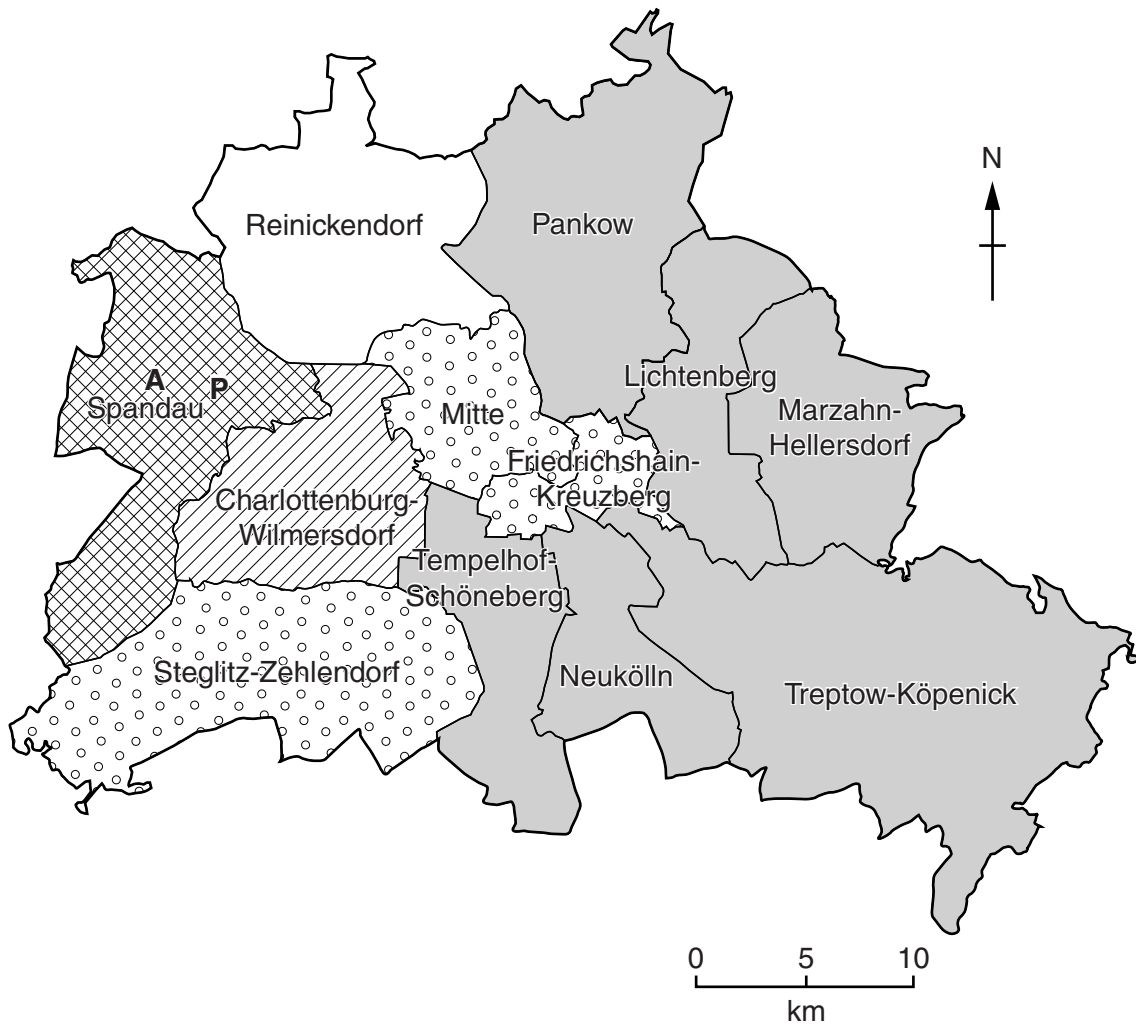 N
Reinickendorf
Pankow
A
P
Spandau
Lichtenberg
Mitte
Marzahn-
Hellersdorf
Friedrichshain-
Kreuzberg
Charlottenburg-
Wilmersdorf
Tempelhof-
Schöneberg
Steglitz-Zehlendorf
Neukölln
Treptow-Köpenick
0 5 10
km